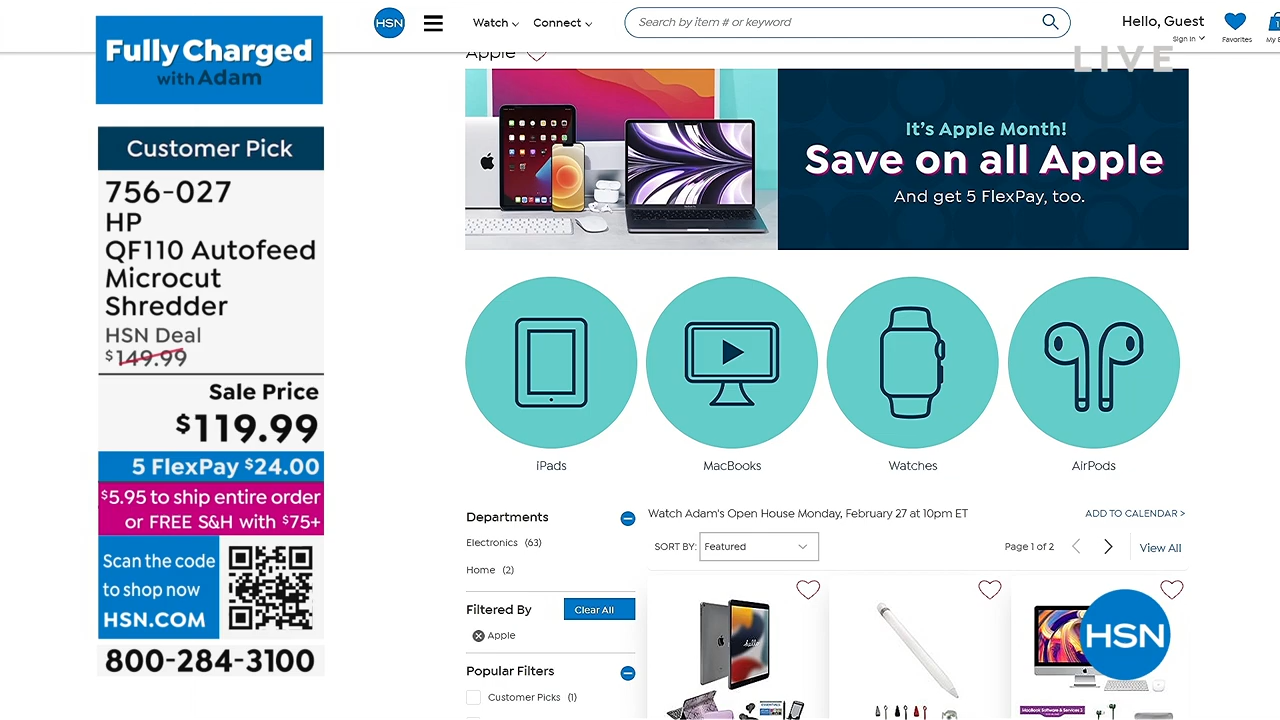 Fully Charged
with Adam
Customer Pick
756-027
HP
QF110 Autofeed
Microcut
Shredder
HSN Deal
$149.99
Sale Price
$119.99
5 FlexPay $24.00
$5.95 to ship entire order
or FREE S&H with $75+
Scan the code
to shop now
HSN.COM
800-284-3100
HSN
Watch
Connect
Search by item # or keyword
Hello, Guest
Sign In
Favorites
LIVE
Apple
It's Apple Month!
Save on all Apple
And get 5 FlexPay, too.
iPads
MacBooks
Watches
AirPods
Departments
Electronics (63)
Home (2)
Filtered By
Clear All
Apple
Popular Filters
Customer Picks (1)
Watch Adam's Open House Monday, February 27 at 10pm ET
ADD TO CALENDAR >
SORT BY:
Featured
Page 1 of 2
View All
hello
HSN
MacBook Software & Services 3